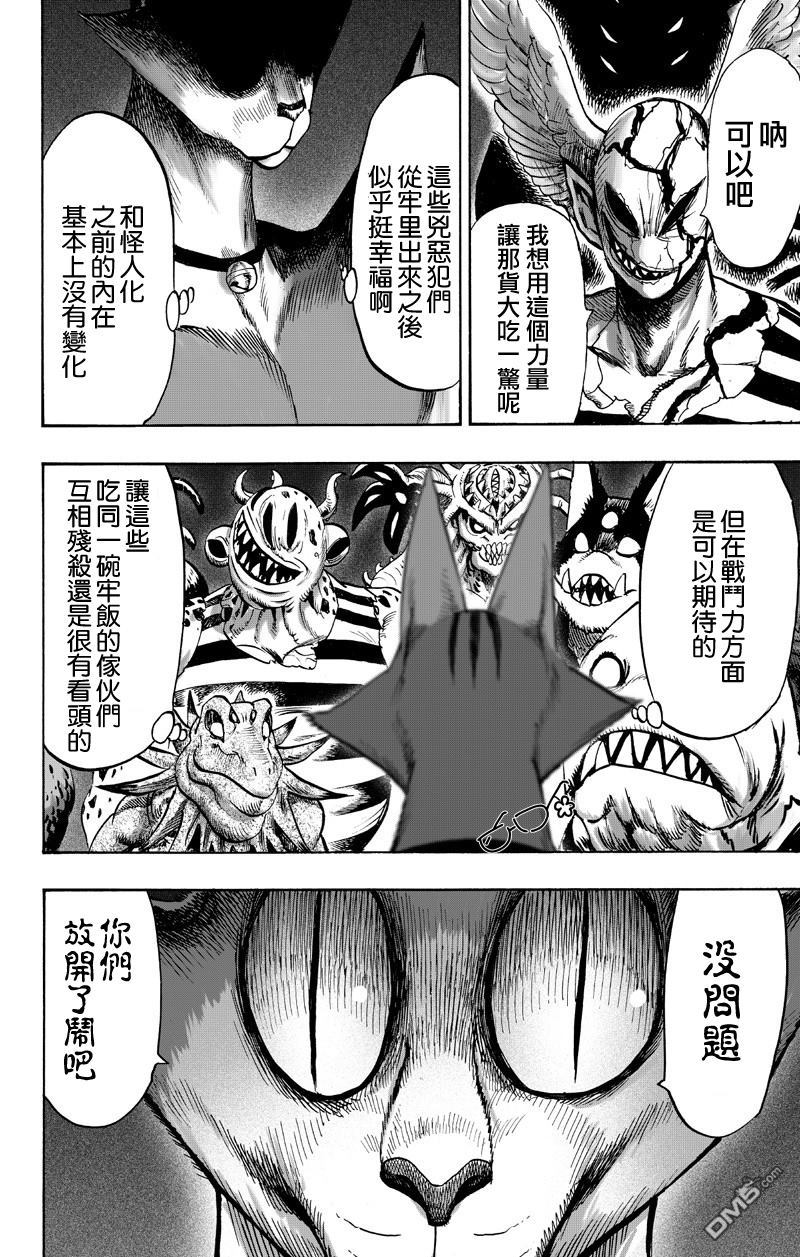 吶
可以吧
我想用這個力量
讓那貨大吃一驚呢
這些兇惡犯們
從牢里出來之後
似乎挺幸福啊
和怪人化
之前的內在
基本上沒有變化
但在戰鬥力方面
是可以期待的
讓這些
吃同一碗牢飯的傢伙們
互相殘殺還是很有看頭的
沒問題
你們
放開了鬧吧
DM5.com